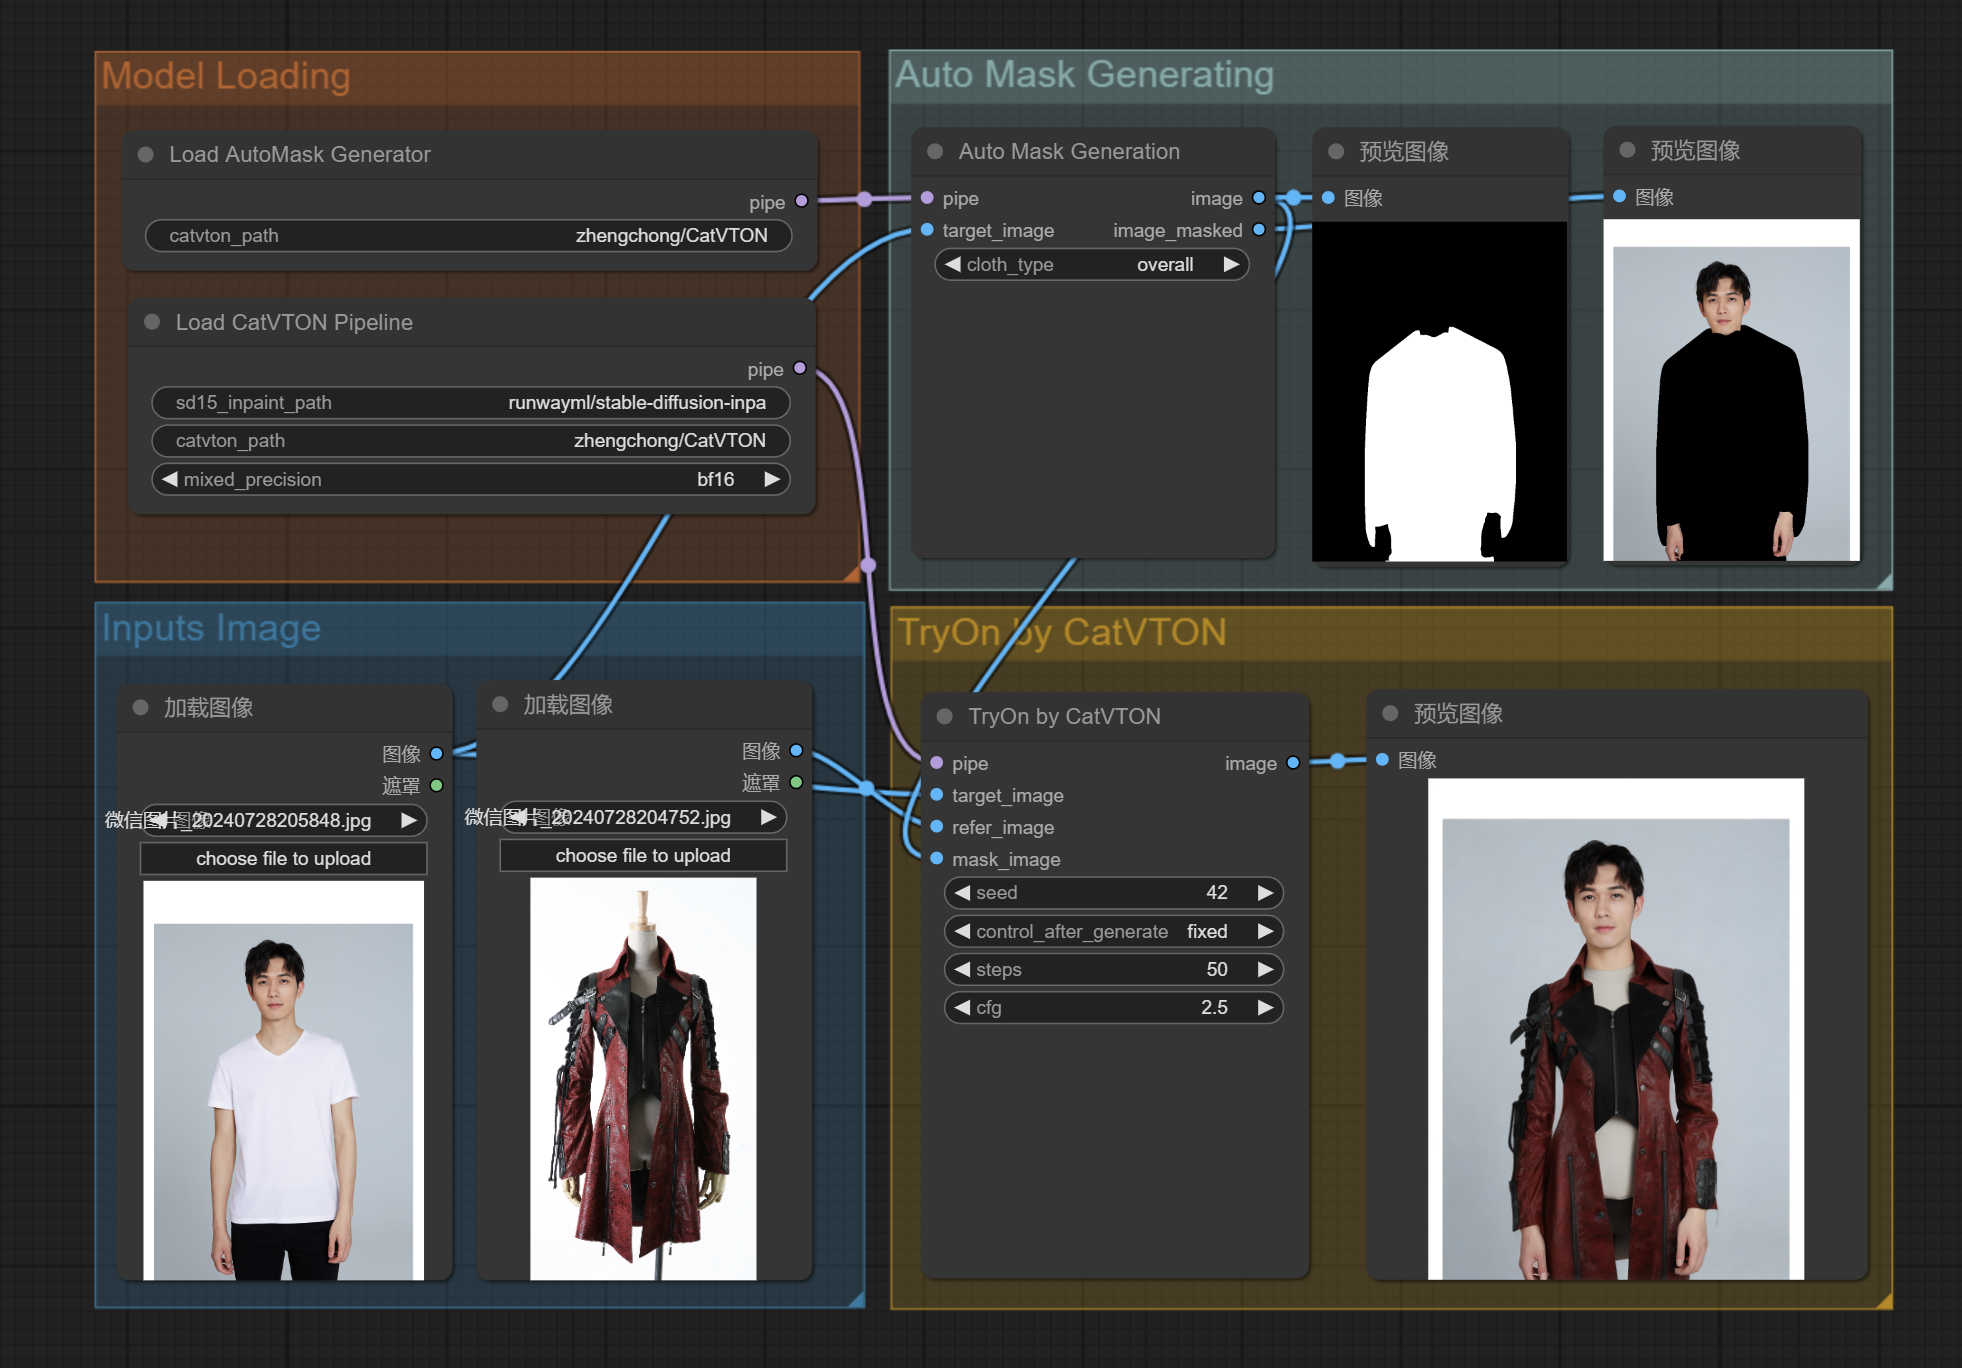 Model Loading
Load AutoMask Generator
pipe
catvton_path zhengchong/CatVTON
Load CatVTON Pipeline
pipe
sd15_inpaint_path runwayml/stable-diffusion-inpa
catvton_path zhengchong/CatVTON
mixed_precision bf16
Auto Mask Generating
Auto Mask Generation
pipe image
target_image image_masked
cloth_type overall
预览图像
图像
预览图像
图像
Inputs Image
加载图像
图像
遮罩
微信图片_20240728205848.jpg
choose file to upload
加载图像
图像
遮罩
微信图片_20240728204752.jpg
choose file to upload
TryOn by CatVTON
TryOn by CatVTON
pipe image
target_image
refer_image
mask_image
seed 42
control_after_generate fixed
steps 50
cfg 2.5
预览图像
图像